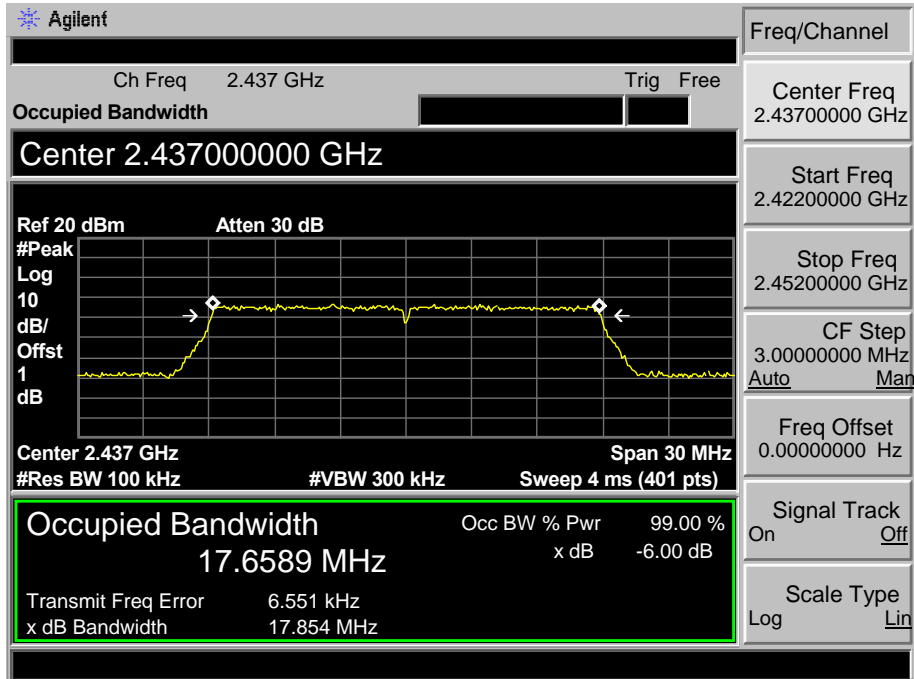 Agilent
Freq/Channel
Ch Freq 2.437 GHz Trig Free
Occupied Bandwidth
Center 2.437000000 GHz
Ref 20 dBm Atten 30 dB
#Peak
Log
10
dB/
Offst
1
dB
Center 2.437 GHz Span 30 MHz
#Res BW 100 kHz #VBW 300 kHz Sweep 4 ms (401 pts)
Occupied Bandwidth Occ BW % Pwr 99.00 %
17.6589 MHz x dB -6.00 dB
Transmit Freq Error 6.551 kHz
x dB Bandwidth 17.854 MHz
Center Freq
2.43700000 GHz
Start Freq
2.42200000 GHz
Stop Freq
2.45200000 GHz
CF Step
3.00000000 MHz
Auto Man
Freq Offset
0.00000000 Hz
Signal Track
On Off
Scale Type
Log Lin